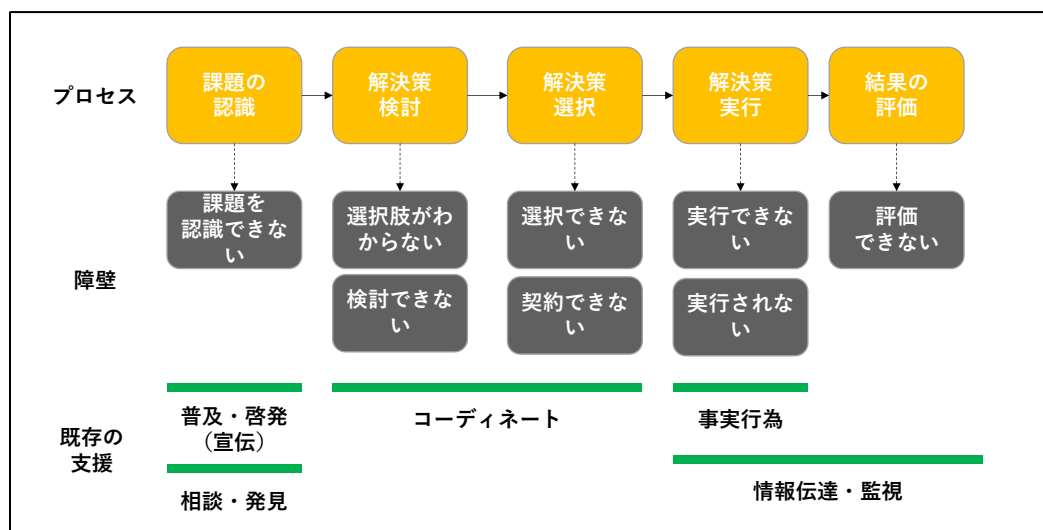 プロセス
課題の
認識
解決策
検討
解決策
選択
解決策
実行
結果の
評価
障壁
課題を
認識できな
い
選択肢がわ
からない
選択できな
い
実行できな
い
評価
できない
検討できな
い
契約できな
い
実行されな
い
既存の
支援
普及・啓発
（宣伝）
コーディネート
事実行為
相談・発見
情報伝達・監視